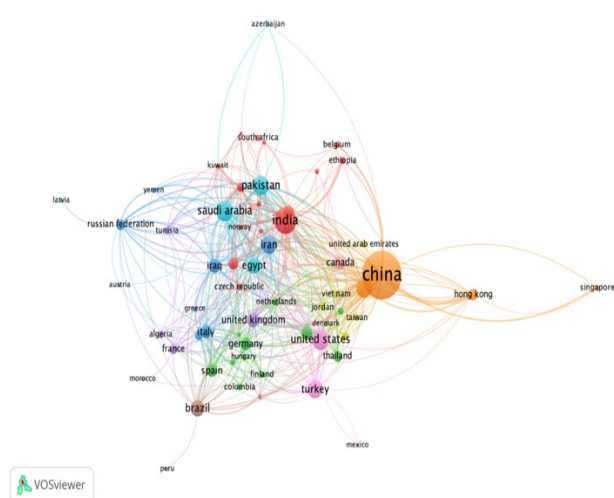 azerbaijan
south africa
belgium
ethiopia
kuwait
pakistan
yemen
latvia
saudi arabia
india
russian federation
tunisia
norway
iran
united arab emirates
iraq
egypt
canada
china
austria
czech republic
viet nam
hong kong
singapore
netherlands
jordan
greece
taiwan
united kingdom
denmark
algeria
italy
united states
france
germany
hungary
thailand
spain
finland
morocco
colombia
turkey
brazil
mexico
peru
VOSviewer